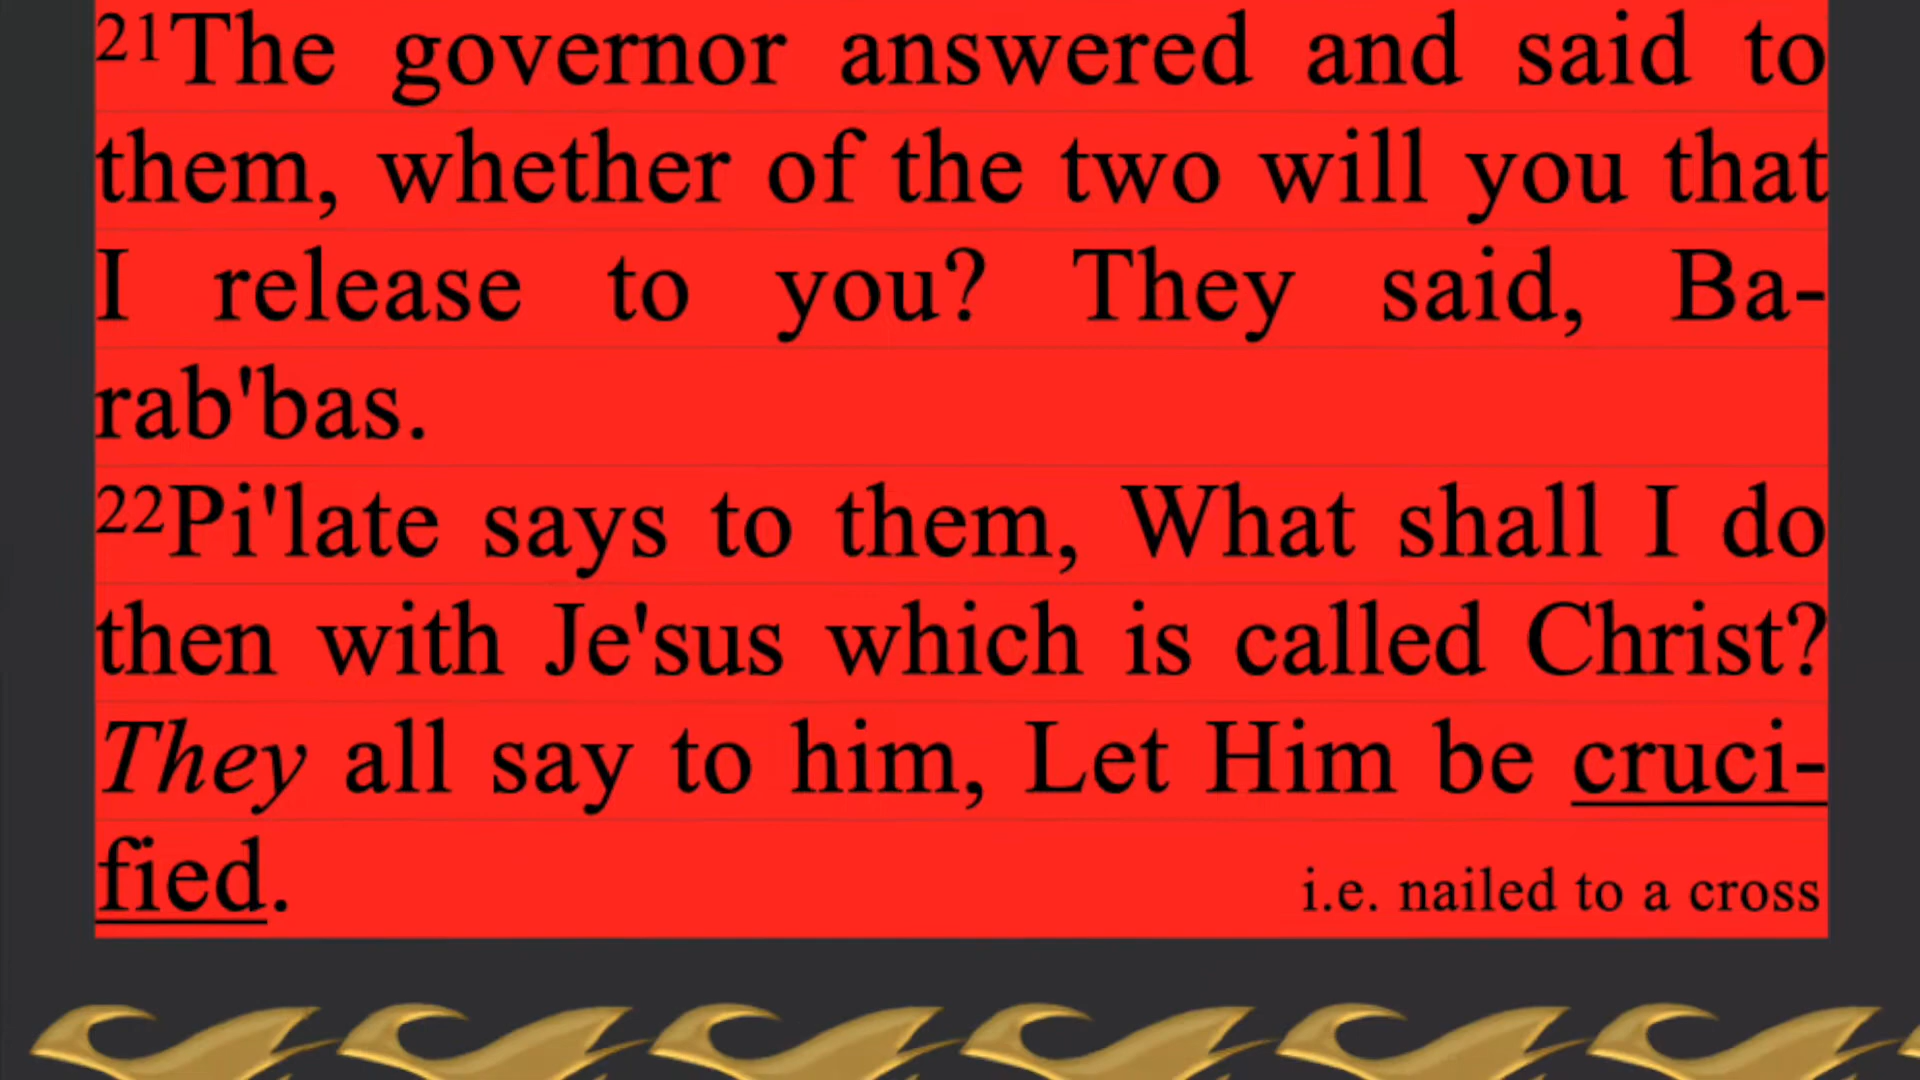 21The governor answered and said to
them, whether of the two will you that
I release to you? They said, Ba-
rab'bas.
22Pi'late says to them, What shall I do
then with Je'sus which is called Christ?
They all say to him, Let Him be cruci-
fied. i.e. nailed to a cross